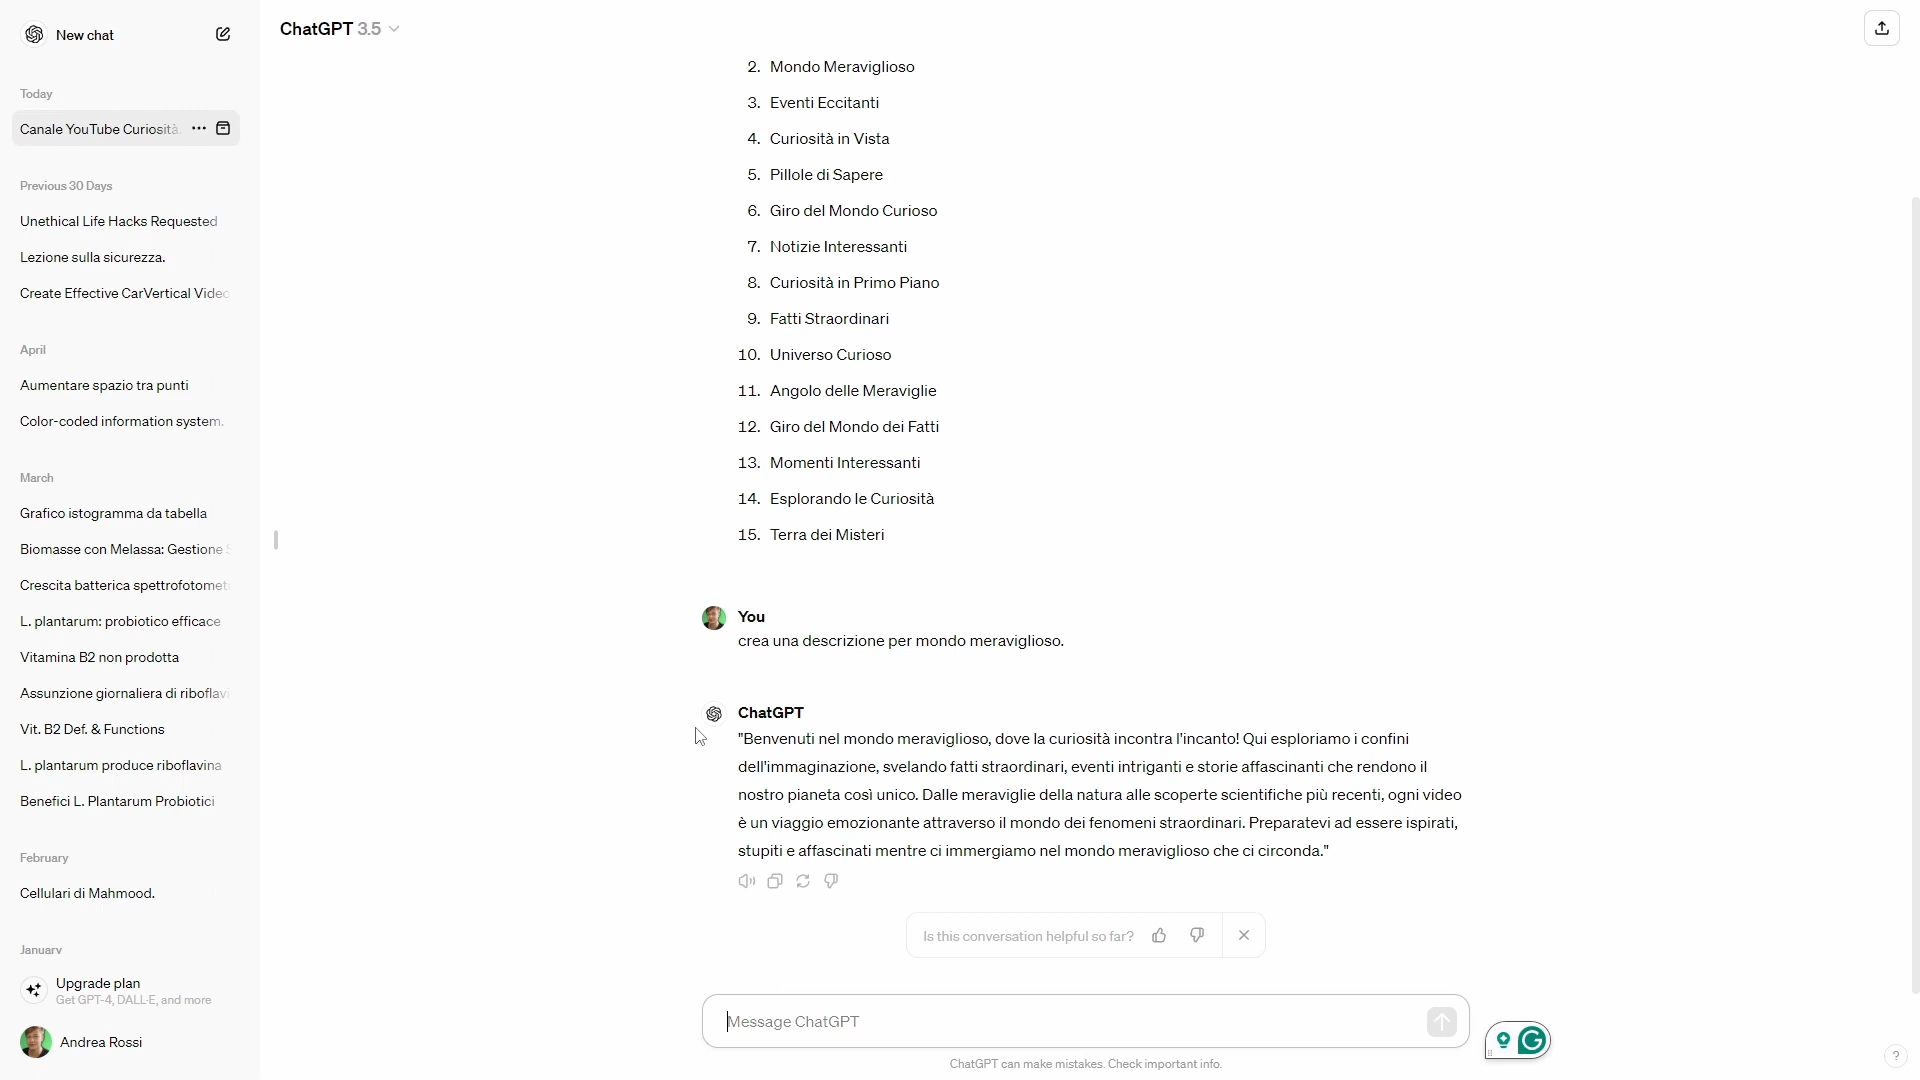 New chat
Today
Canale YouTube Curiosità.
Previous 30 Days
Unethical Life Hacks Requested
Lezione sulla sicurezza.
Create Effective CarVertical Video
April
Aumentare spazio tra punti
Color-coded information system.
March
Grafico istogramma da tabella
Biomasse con Melassa: Gestione S
Crescita batterica spettrofotomet
L. plantarum: probiotico efficace
Vitamina B2 non prodotta
Assunzione giornaliera di riboflavi
Vit. B2 Def. & Functions
L. plantarum produce riboflavina
Benefici L. Plantarum Probiotici
February
Cellulari di Mahmood.
January
Upgrade plan
Get GPT-4, DALL·E, and more
Andrea Rossi
ChatGPT 3.5
2. Mondo Meraviglioso
3. Eventi Eccitanti
4. Curiosità in Vista
5. Pillole di Sapere
6. Giro del Mondo Curioso
7. Notizie Interessanti
8. Curiosità in Primo Piano
9. Fatti Straordinari
10. Universo Curioso
11. Angolo delle Meraviglie
12. Giro del Mondo dei Fatti
13. Momenti Interessanti
14. Esplorando le Curiosità
15. Terra dei Misteri
You
crea una descrizione per mondo meraviglioso.
ChatGPT
"Benvenuti nel mondo meraviglioso, dove la curiosità incontra l'incanto! Qui esploriamo i confini
dell'immaginazione, svelando fatti straordinari, eventi intriganti e storie affascinanti che rendono il
nostro pianeta così unico. Dalle meraviglie della natura alle scoperte scientifiche più recenti, ogni video
è un viaggio emozionante attraverso il mondo dei fenomeni straordinari. Preparatevi ad essere ispirati,
stupiti e affascinati mentre ci immergiamo nel mondo meraviglioso che ci circonda."
Is this conversation helpful so far?
Message ChatGPT
ChatGPT can make mistakes. Check important info.
?